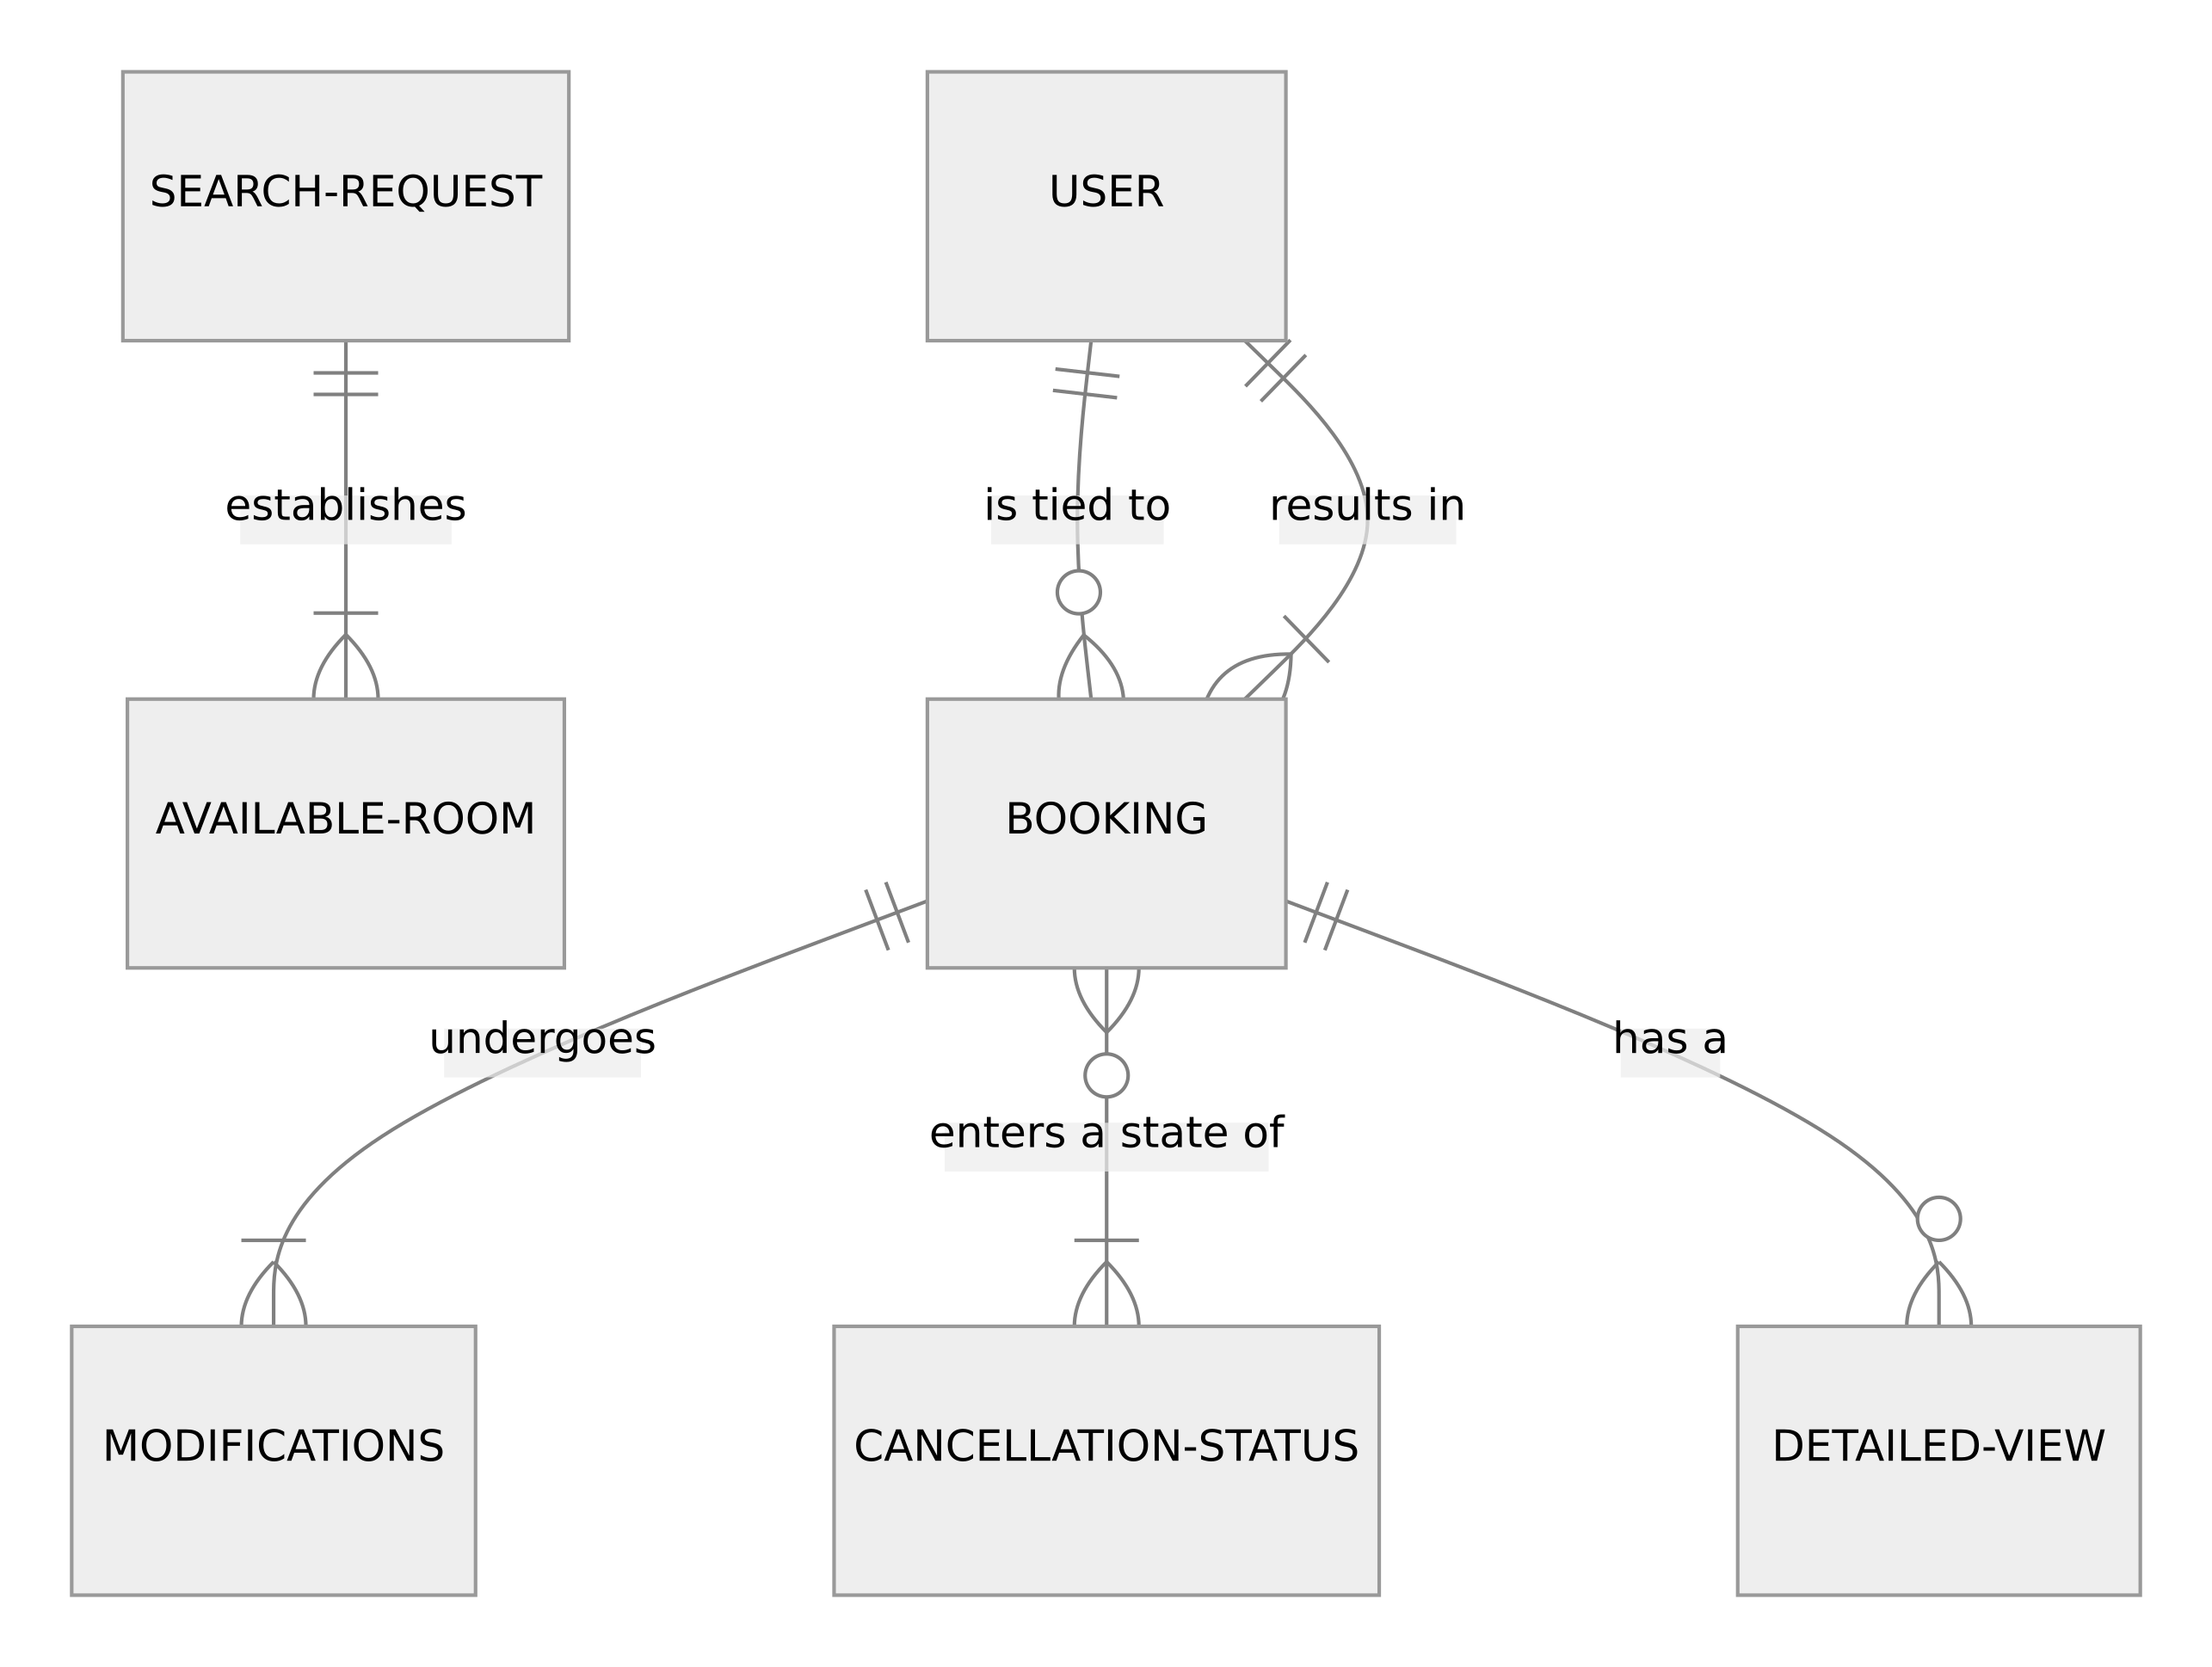 SEARCH-REQUEST
USER
establishes
is tied to
results in
AVAILABLE-ROOM
BOOKING
undergoes
has a
enters a state of
MODIFICATIONS
CANCELLATION-STATUS
DETAILED-VIEW